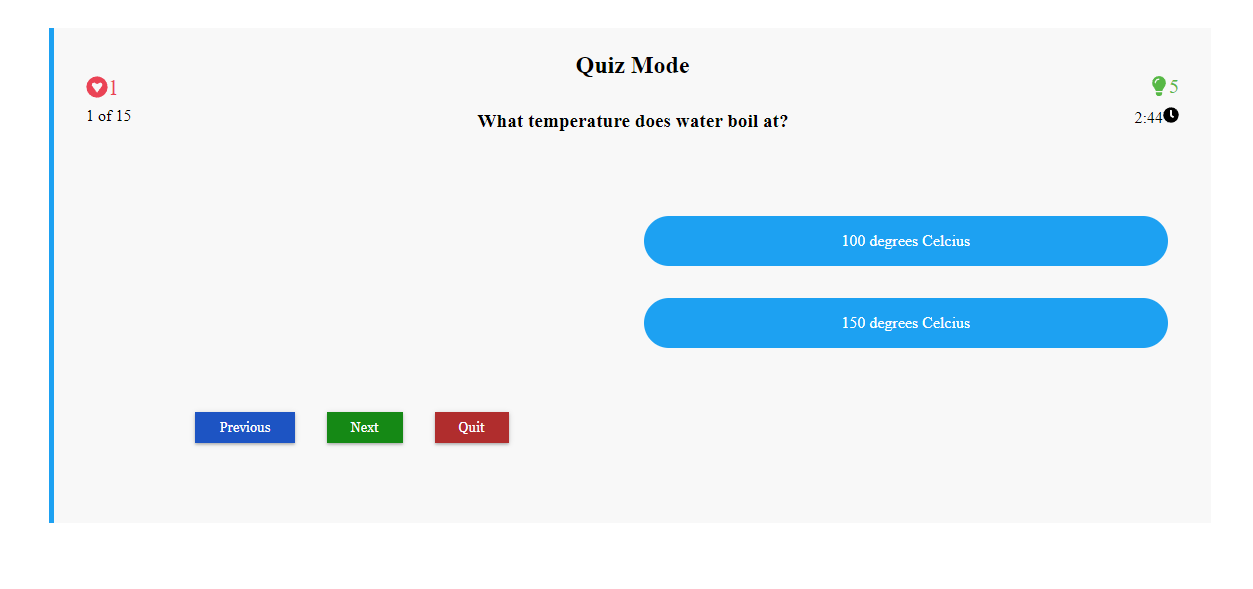 Quiz Mode
1
5
1 of 15
2:44
What temperature does water boil at?
100 degrees Celcius
150 degrees Celcius
Previous Next Quit